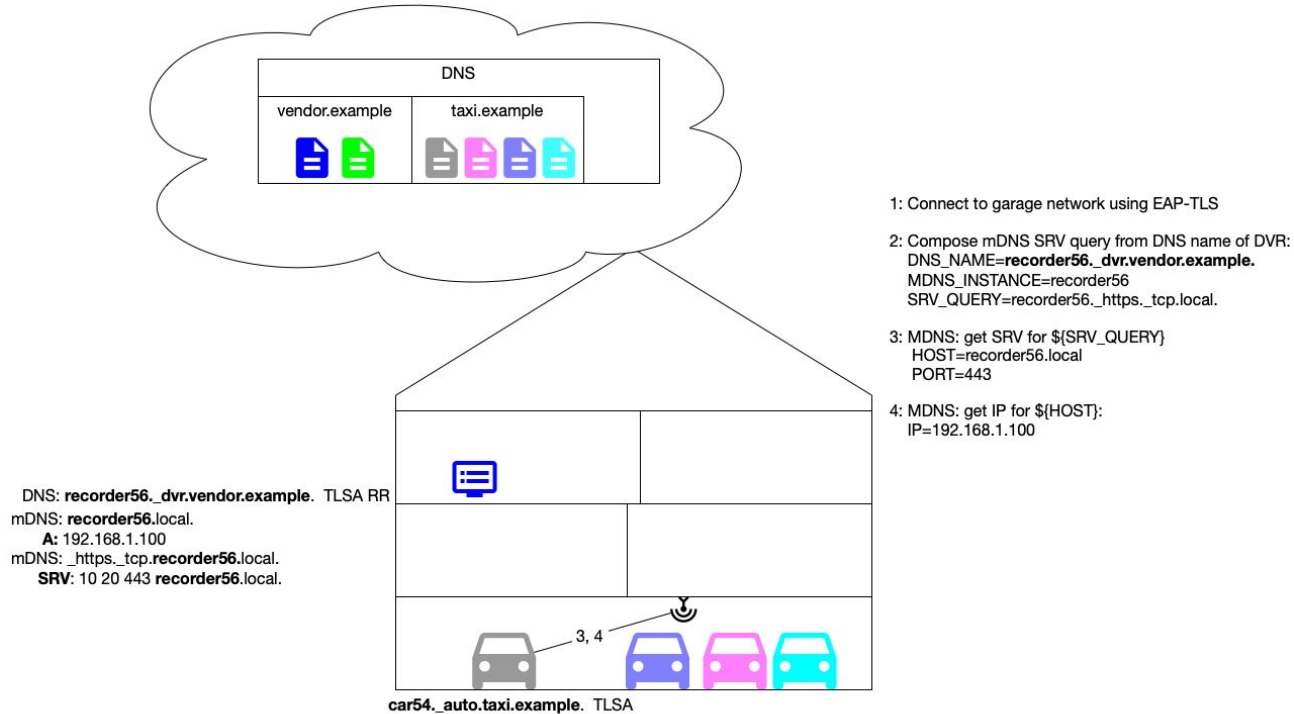 DNS
vendor.example
taxi.example
1: Connect to garage network using EAP-TLS
2: Compose mDNS SRV query from DNS name of DVR:
DNS_NAME=recorder56._dvr.vendor.example.
MDNS_INSTANCE=recorder56
SRV_QUERY=recorder56._https._tcp.local.
3: MDNS: get SRV for ${SRV_QUERY}
HOST=recorder56.local
PORT=443
4: MDNS: get IP for ${HOST}:
IP=192.168.1.100
DNS: recorder56._dvr.vendor.example. TLSA RR
mDNS: recorder56.local.
A: 192.168.1.100
mDNS: _https._tcp.recorder56.local.
SRV: 10 20 443 recorder56.local.
3, 4
car54._auto.taxi.example. TLSA